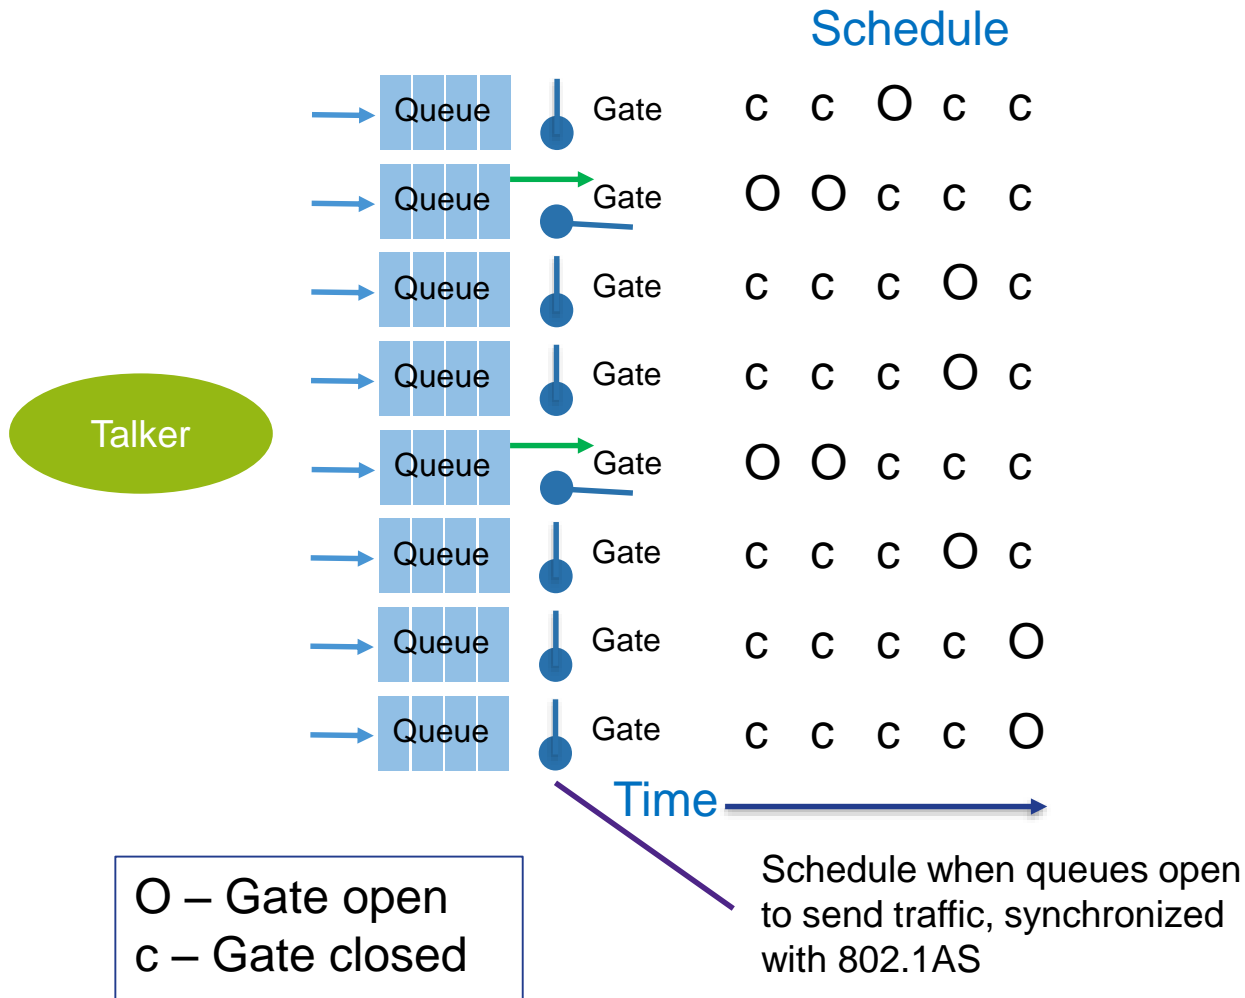 Schedule
Queue Gate c c O c c
Queue Gate O O c c c
Queue Gate c c c O c
Queue Gate c c c O c
Talker
Queue Gate O O c c c
Queue Gate c c c O c
Queue Gate c c c c O
Queue Gate c c c c O
Time
O – Gate open
c – Gate closed
Schedule when queues open
to send traffic, synchronized
with 802.1AS